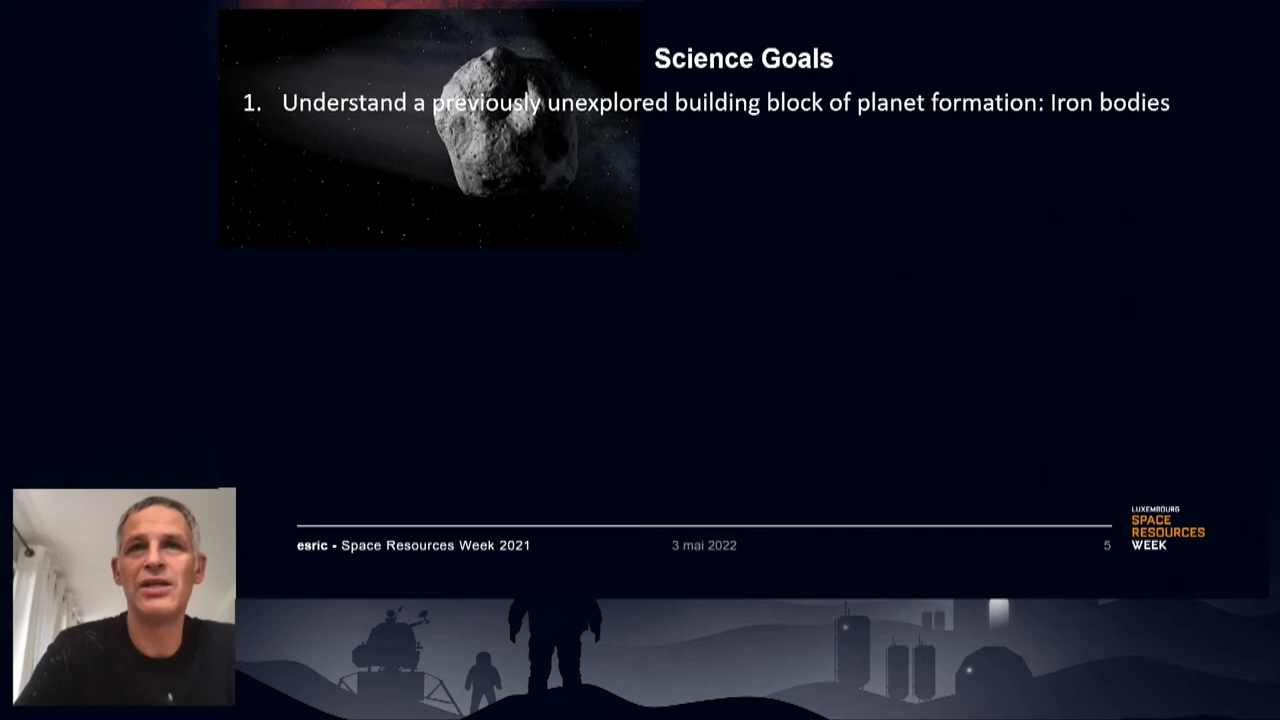 Science Goals
1. Understand a previously unexplored building block of planet formation: Iron bodies
esric - Space Resources Week 2021
3 mai 2022
5
LUXEMBOURG
SPACE
RESOURCES
WEEK